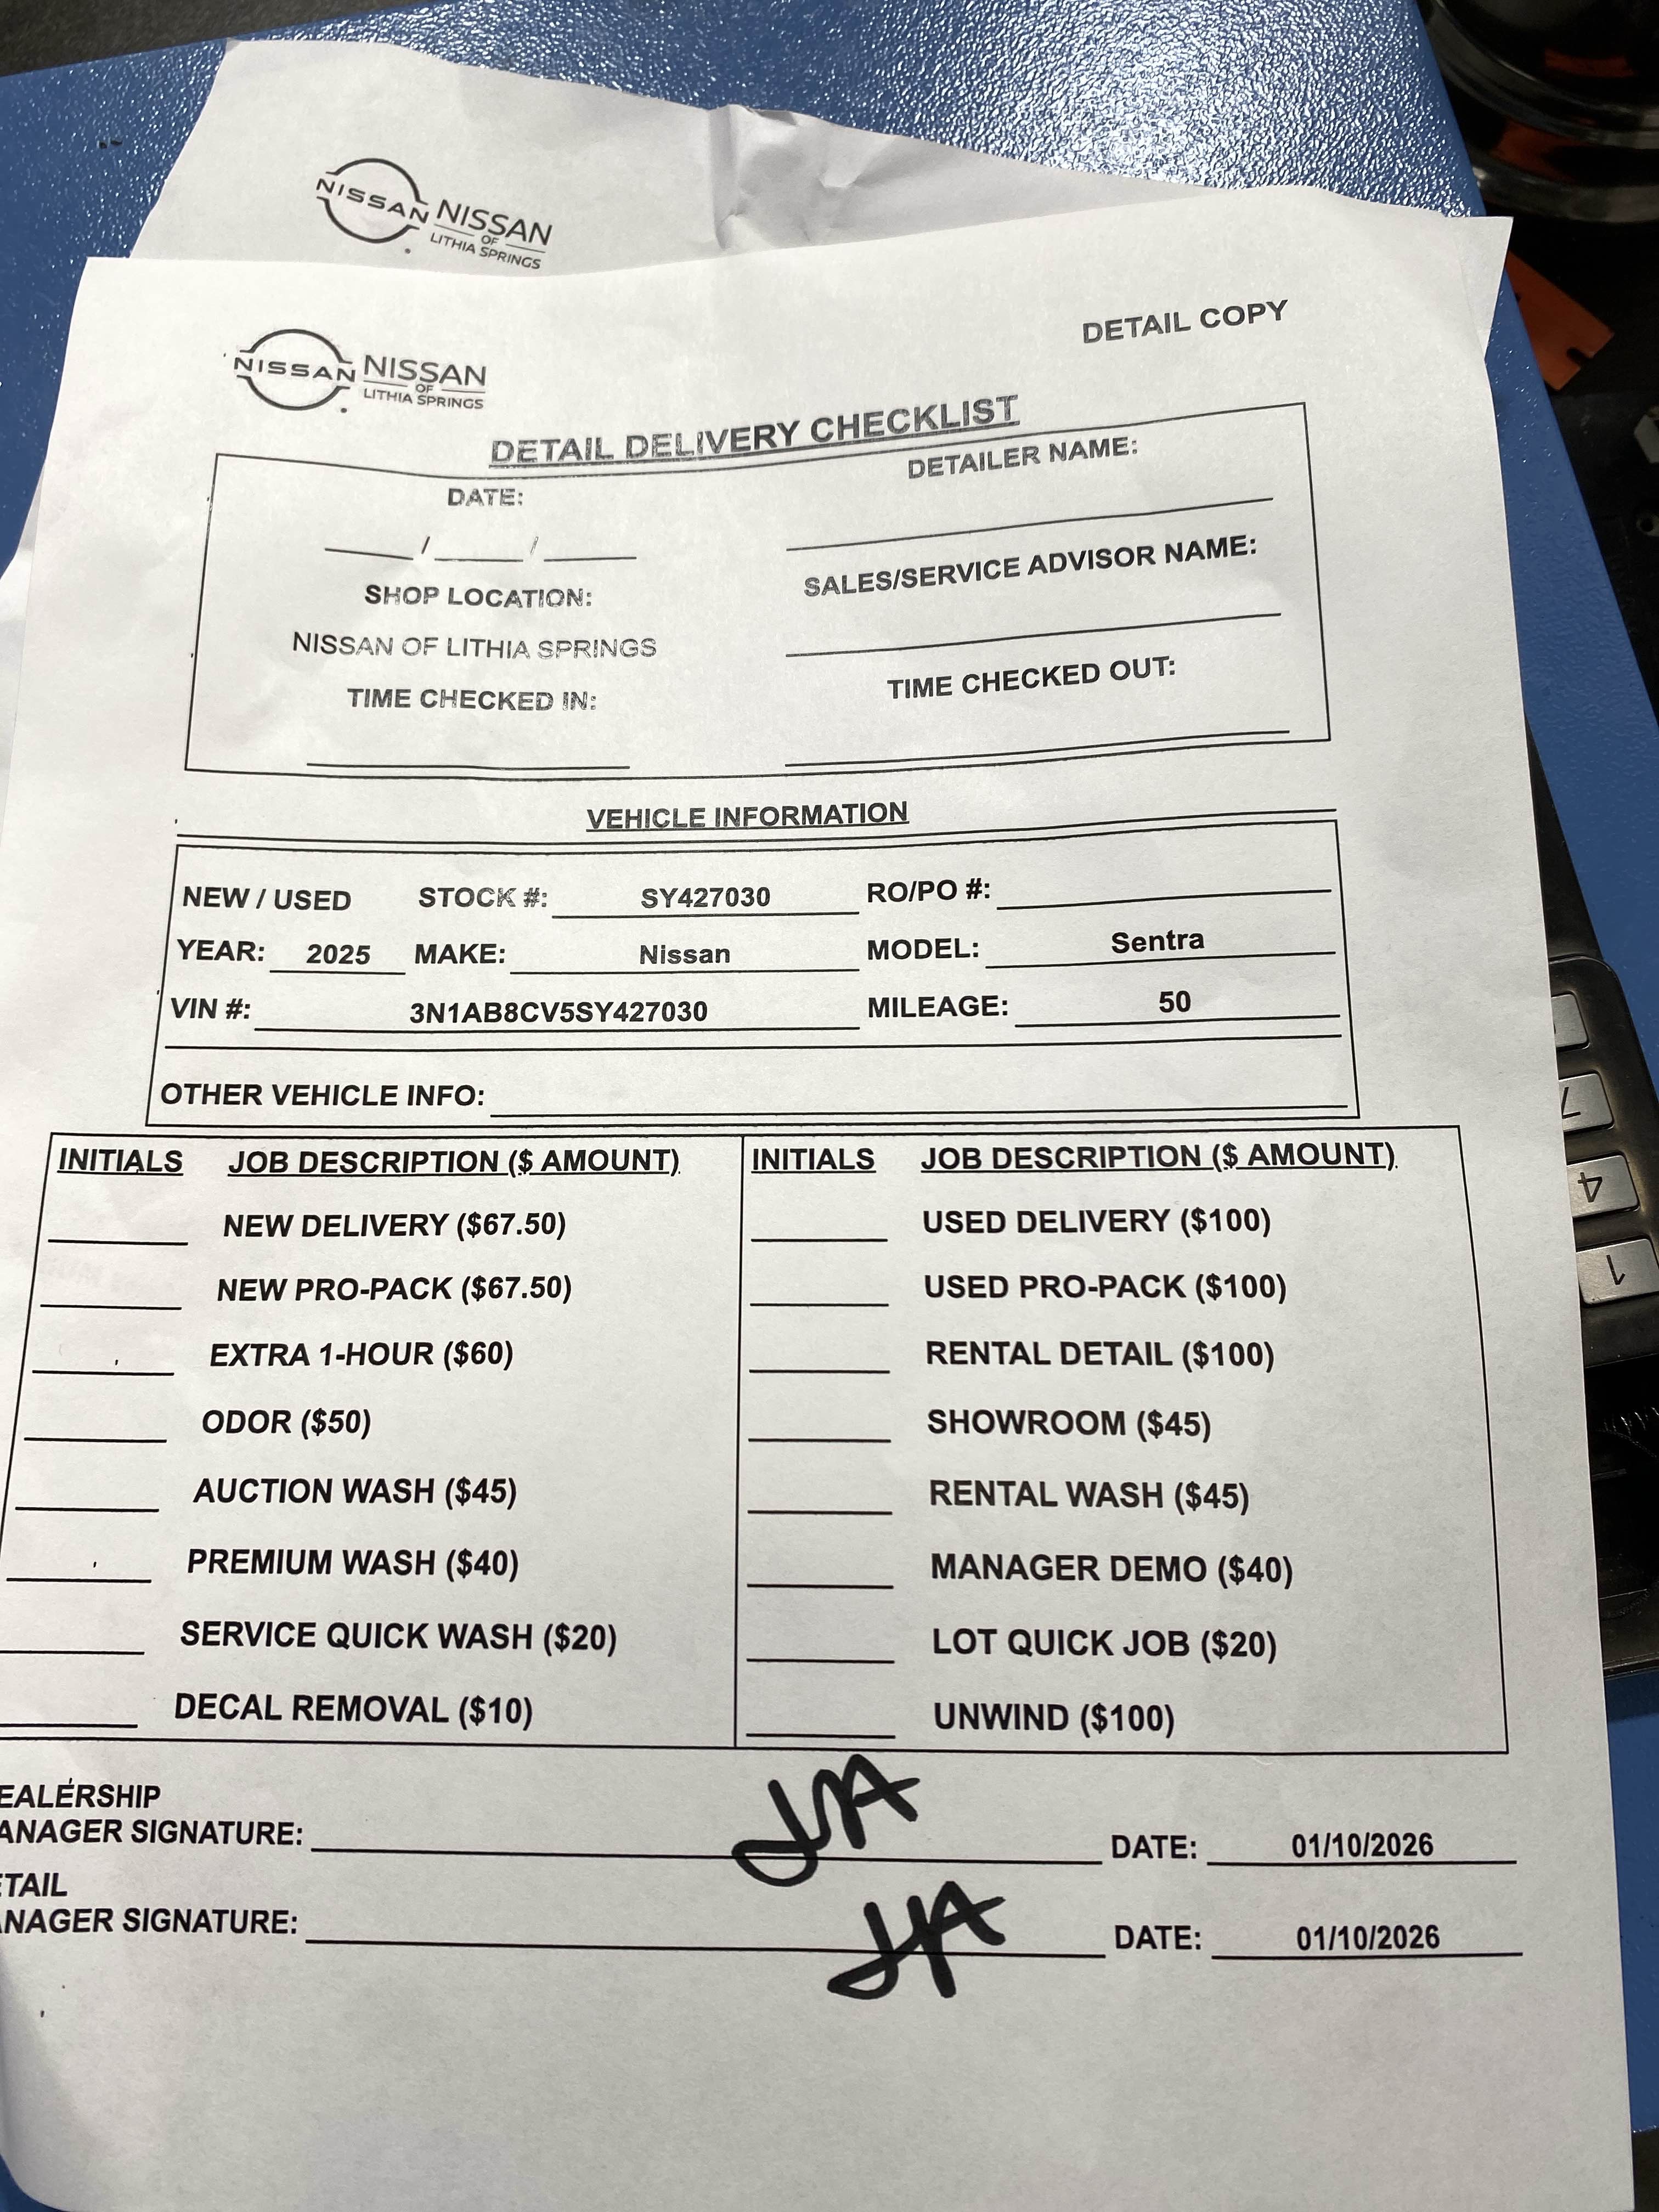 NISSAN NISSAN
OF
LITHIA SPRINGS
DETAIL COPY
NISSAN NISSAN
OF
LITHIA SPRINGS
DETAIL DELIVERY CHECKLIST
DATE: DETAILER NAME:
/ /
SHOP LOCATION: SALES/SERVICE ADVISOR NAME:
NISSAN OF LITHIA SPRINGS
TIME CHECKED IN: TIME CHECKED OUT:
VEHICLE INFORMATION
NEW / USED STOCK #: SY427030 RO/PO #:
YEAR: 2025 MAKE: Nissan MODEL: Sentra
VIN #: 3N1AB8CV5SY427030 MILEAGE: 50
OTHER VEHICLE INFO:
INITIALS JOB DESCRIPTION ($ AMOUNT) INITIALS JOB DESCRIPTION ($ AMOUNT)
NEW DELIVERY ($67.50) USED DELIVERY ($100)
NEW PRO-PACK ($67.50) USED PRO-PACK ($100)
EXTRA 1-HOUR ($60) RENTAL DETAIL ($100)
ODOR ($50) SHOWROOM ($45)
AUCTION WASH ($45) RENTAL WASH ($45)
PREMIUM WASH ($40) MANAGER DEMO ($40)
SERVICE QUICK WASH ($20) LOT QUICK JOB ($20)
DECAL REMOVAL ($10) UNWIND ($100)
EALERSHIP
ANAGER SIGNATURE: DATE: 01/10/2026
TAIL
NAGER SIGNATURE: DATE: 01/10/2026
7
4
1